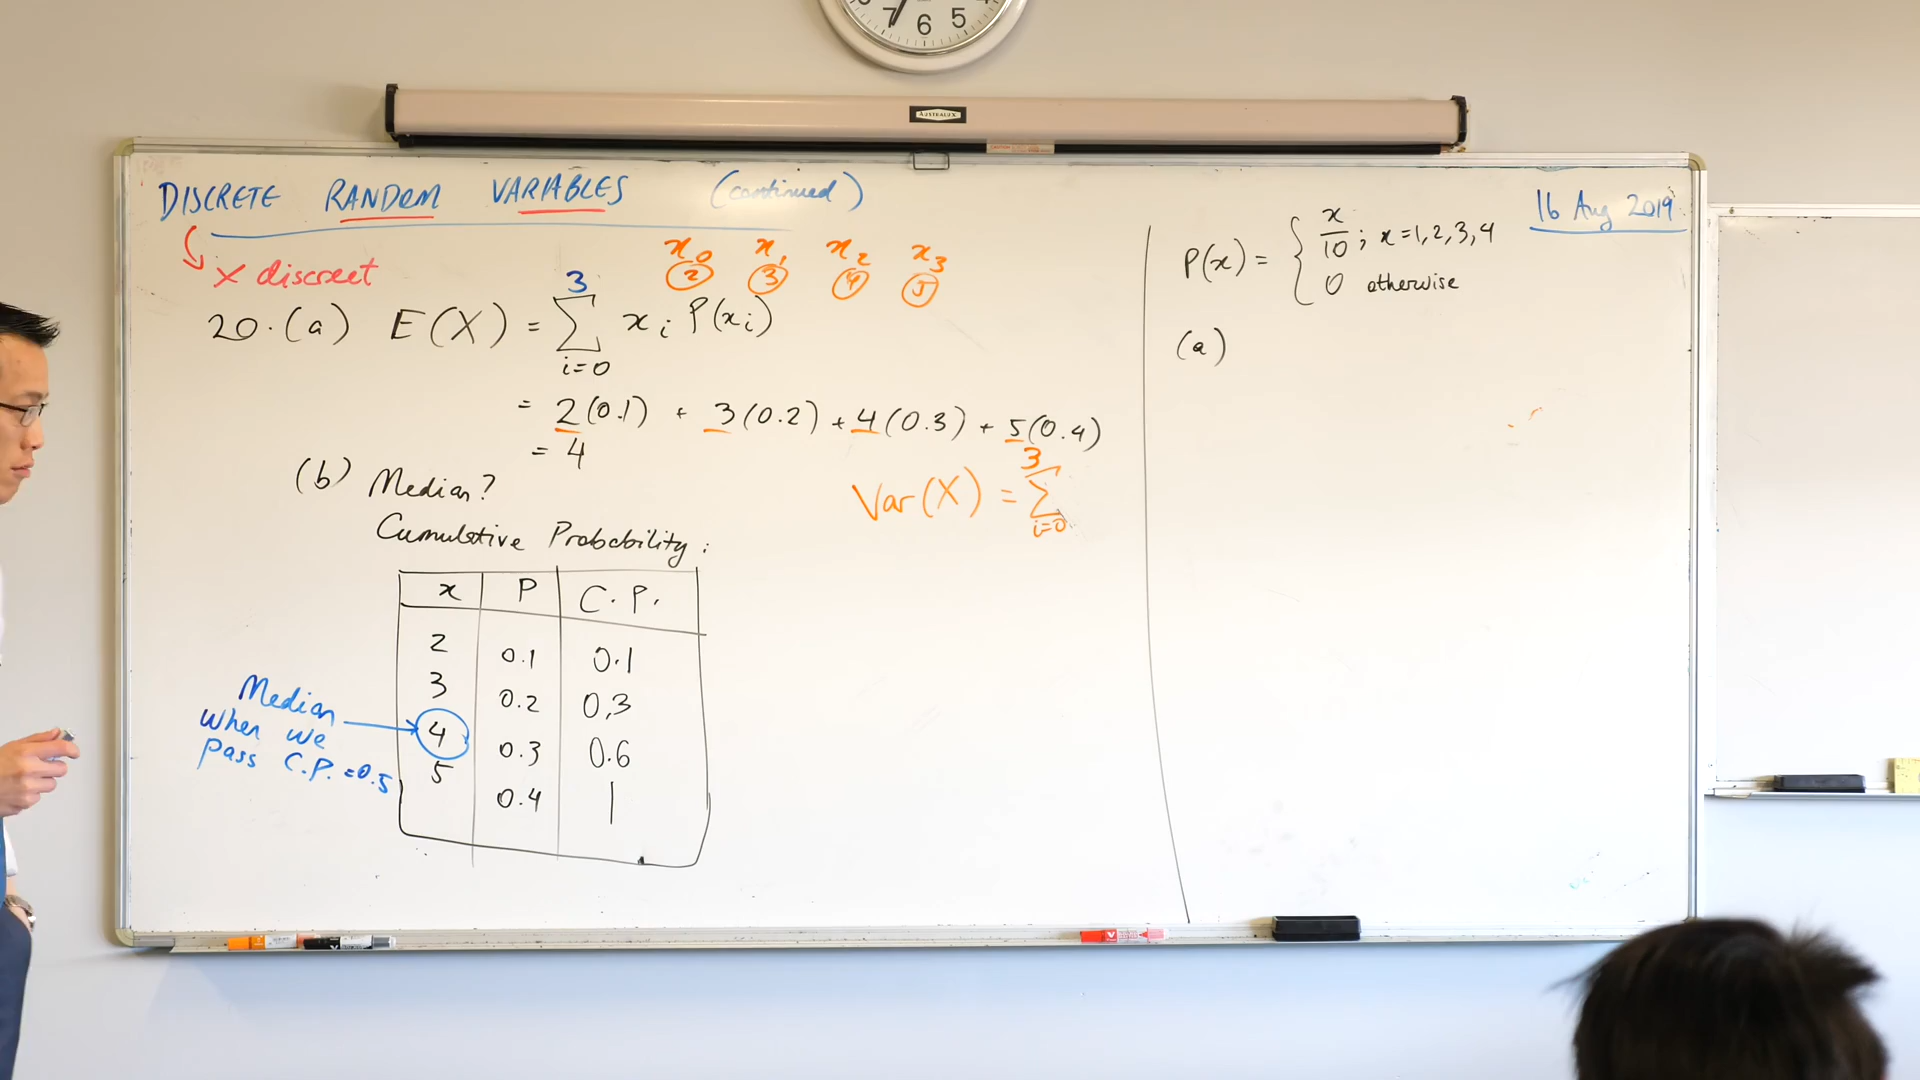 7 6 5
AUSTRALUX
DISCRETE RANDOM VARIABLES (continued)
16 Aug 2019
X discreet
x₀ x₁ x₂ x₃
2 3 4 5
20. (a) E(X) = 3 ∑ i=0 xᵢ P(xᵢ)
= 2(0.1) + 3(0.2) + 4(0.3) + 5(0.4)
= 4
Var(X) = 3 ∑ i=0
(b) Median?
Cumulative Probability:
x P C.P.
2 0.1 0.1
3 0.2 0,3
4 0.3 0.6
5 0.4 1
Median
when we
pass C.P. = 0.5
P(x) = { x/10 ; x=1,2,3,4
0 otherwise
(a)